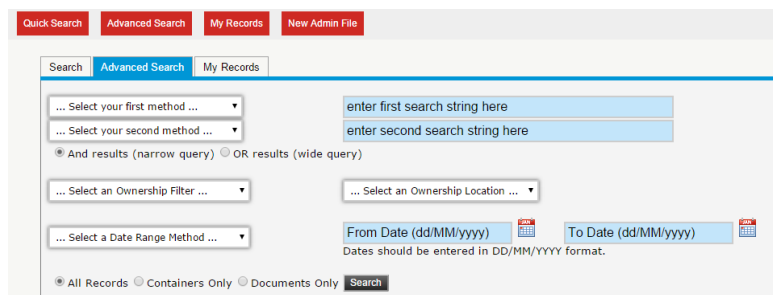 Quick Search Advanced Search My Records New Admin File
Search Advanced Search My Records
... Select your first method ... enter first search string here
... Select your second method ... enter second search string here
And results (narrow query) OR results (wide query)
... Select an Ownership Filter ... ... Select an Ownership Location ...
... Select a Date Range Method ... From Date (dd/MM/yyyy) JAN To Date (dd/MM/yyyy) JAN
Dates should be entered in DD/MM/YYYY format.
All Records Containers Only Documents Only Search